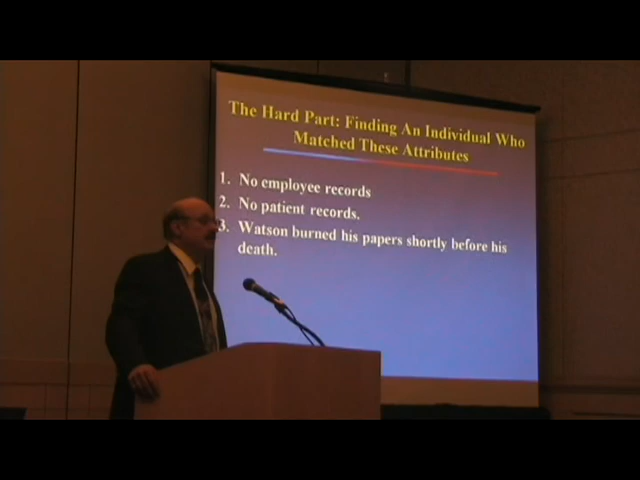 The Hard Part: Finding An Individual Who
Matched These Attributes
1. No employee records
2. No patient records.
3. Watson burned his papers shortly before his
death.